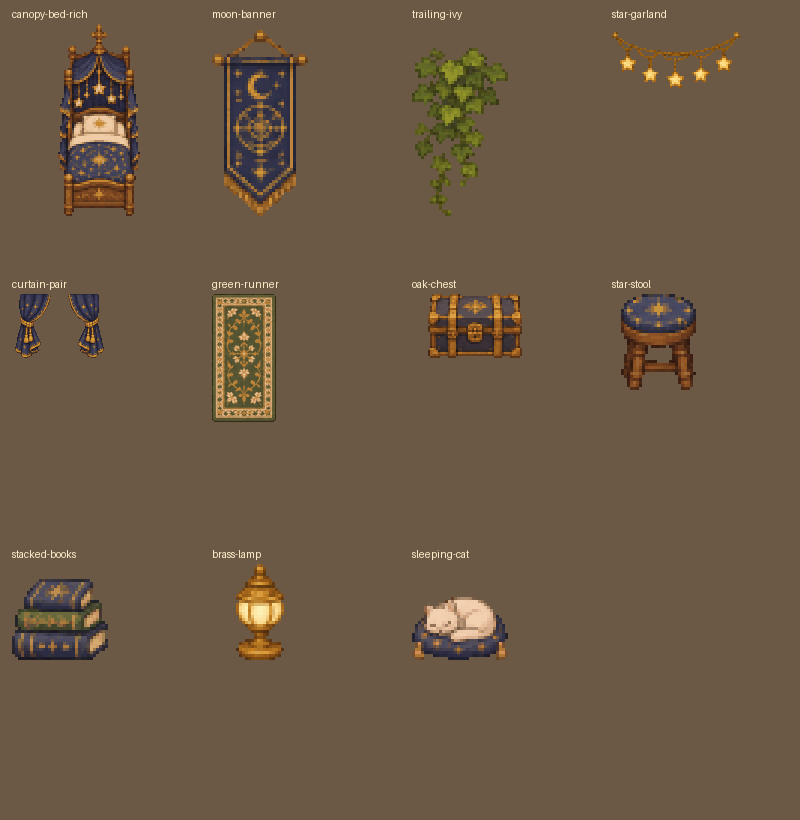 canopy-bed-rich
moon-banner
trailing-ivy
star-garland
curtain-pair
green-runner
oak-chest
star-stool
stacked-books
brass-lamp
sleeping-cat